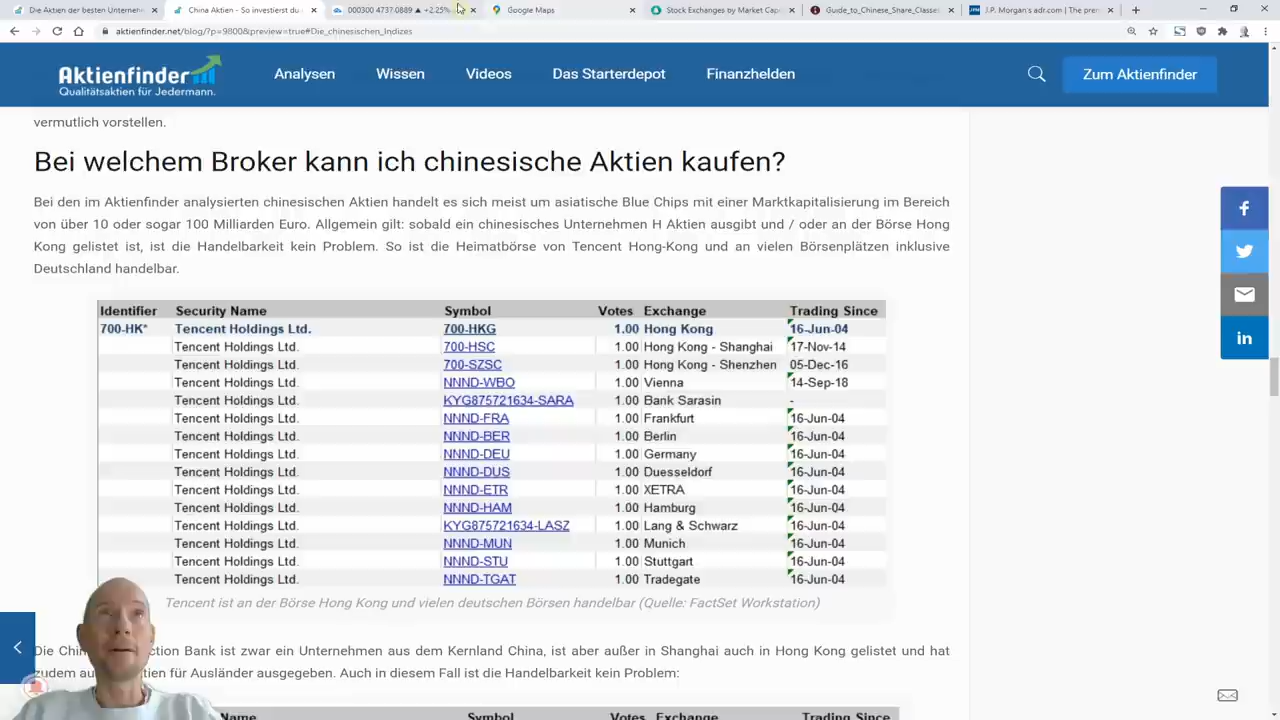 Die Aktien der besten Unternehm
China Aktien - So investierst du
000300 4737.0889 ▲ +2.25%
Google Maps
Stock Exchanges by Market Cap
Guide_to_Chinese_Share_Classes
J.P. Morgan's adr.com | The prem
aktienfinder.net/blog/?p=9800&preview=true#Die_chinesischen_Indizes
Aktienfinder
Qualitätsaktien für Jedermann.
Analysen
Wissen
Videos
Das Starterdepot
Finanzhelden
Zum Aktienfinder
vermutlich vorstellen.
Bei welchem Broker kann ich chinesische Aktien kaufen?
Bei den im Aktienfinder analysierten chinesischen Aktien handelt es sich meist um asiatische Blue Chips mit einer Marktkapitalisierung im Bereich
von über 10 oder sogar 100 Milliarden Euro. Allgemein gilt: sobald ein chinesisches Unternehmen H Aktien ausgibt und / oder an der Börse Hong
Kong gelistet ist, ist die Handelbarkeit kein Problem. So ist die Heimatbörse von Tencent Hong-Kong und an vielen Börsenplätzen inklusive
Deutschland handelbar.
Identifier Security Name Symbol Votes Exchange Trading Since
700-HK* Tencent Holdings Ltd. 700-HKG 1.00 Hong Kong 16-Jun-04
Tencent Holdings Ltd. 700-HSC 1.00 Hong Kong - Shanghai 17-Nov-14
Tencent Holdings Ltd. 700-SZSC 1.00 Hong Kong - Shenzhen 05-Dec-16
Tencent Holdings Ltd. NNND-WBO 1.00 Vienna 14-Sep-18
Tencent Holdings Ltd. KYG875721634-SARA 1.00 Bank Sarasin -
Tencent Holdings Ltd. NNND-FRA 1.00 Frankfurt 16-Jun-04
Tencent Holdings Ltd. NNND-BER 1.00 Berlin 16-Jun-04
Tencent Holdings Ltd. NNND-DEU 1.00 Germany 16-Jun-04
Tencent Holdings Ltd. NNND-DUS 1.00 Duesseldorf 16-Jun-04
Tencent Holdings Ltd. NNND-ETR 1.00 XETRA 16-Jun-04
Tencent Holdings Ltd. NNND-HAM 1.00 Hamburg 16-Jun-04
Tencent Holdings Ltd. KYG875721634-LASZ 1.00 Lang & Schwarz 16-Jun-04
Tencent Holdings Ltd. NNND-MUN 1.00 Munich 16-Jun-04
Tencent Holdings Ltd. NNND-STU 1.00 Stuttgart 16-Jun-04
Tencent Holdings Ltd. NNND-TGAT 1.00 Tradegate 16-Jun-04
Tencent ist an der Börse Hong Kong und vielen deutschen Börsen handelbar (Quelle: FactSet Workstation)
Die Chin ction Bank ist zwar ein Unternehmen aus dem Kernland China, ist aber außer in Shanghai auch in Hong Kong gelistet und hat
zudem au tien für Ausländer ausgegeben. Auch in diesem Fall ist die Handelbarkeit kein Problem:
Name Symbol Votes Exchange Trading Since